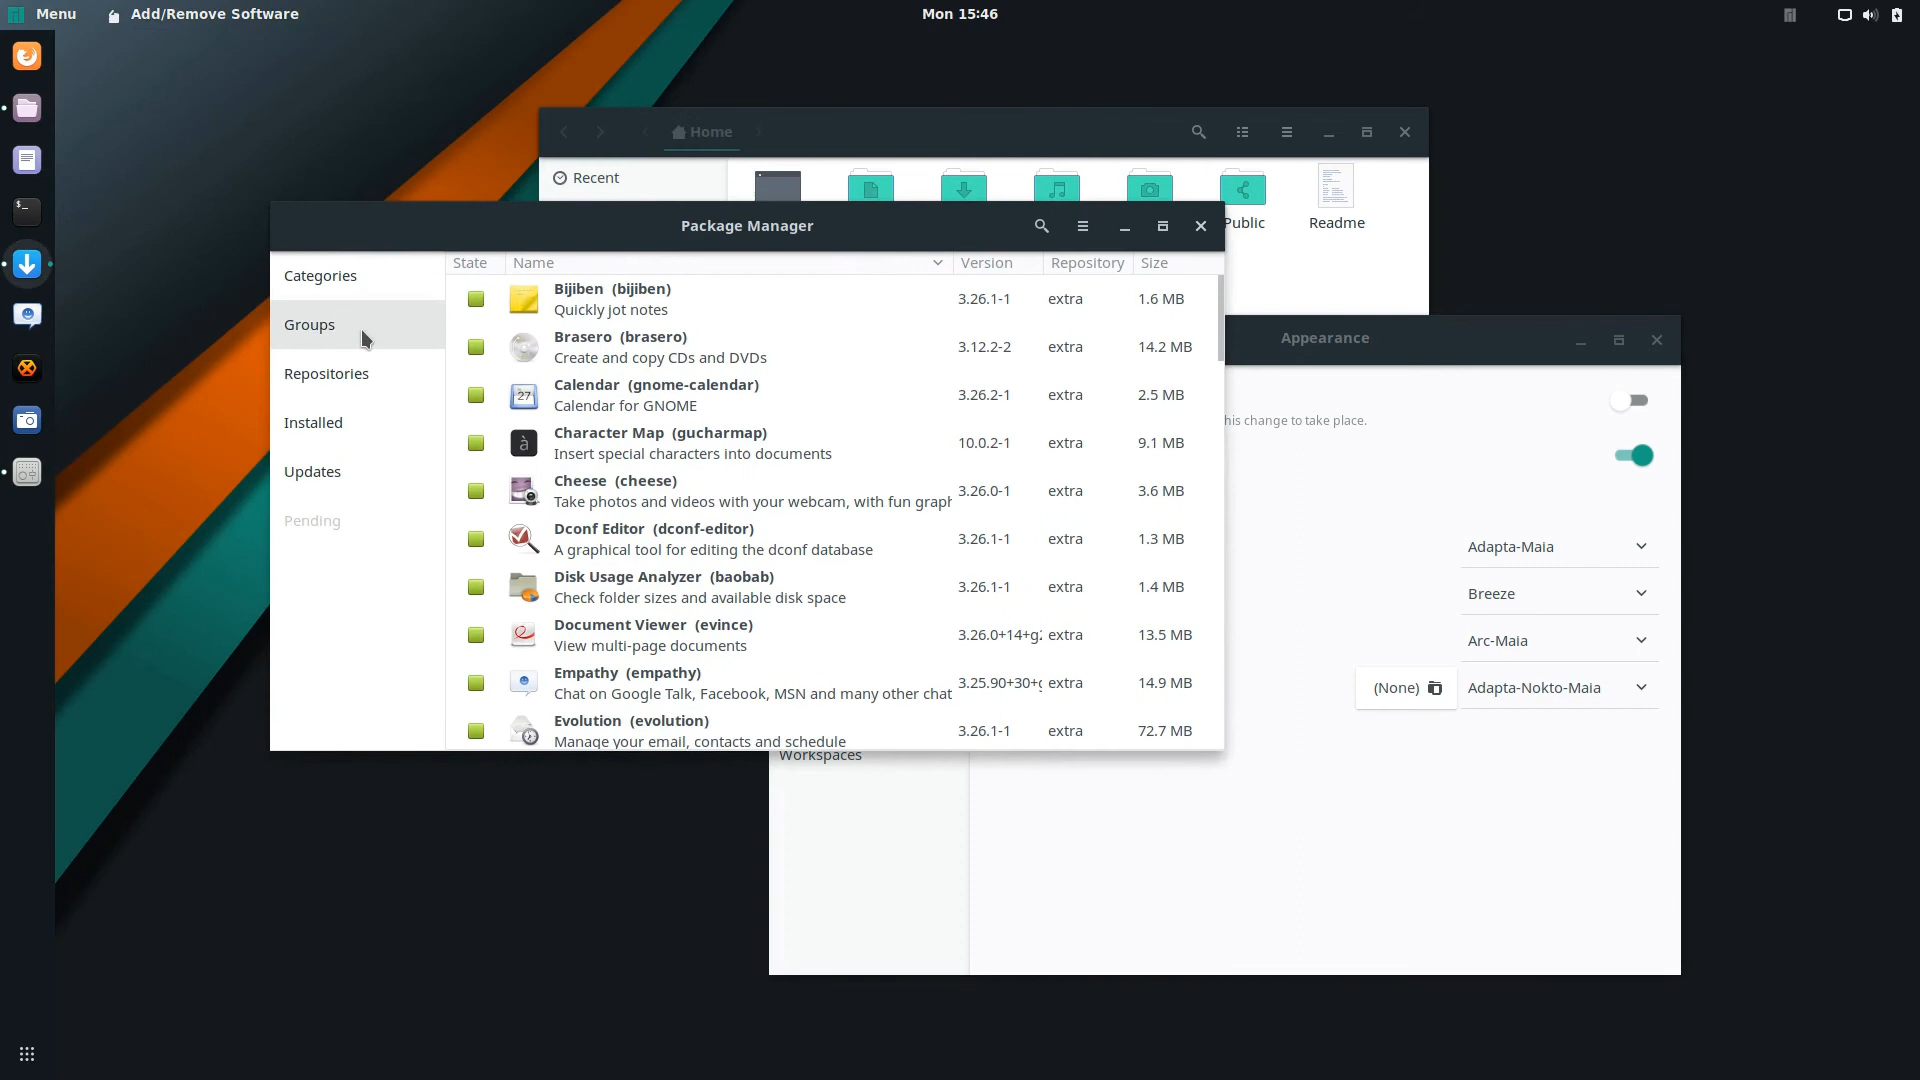 Menu
Add/Remove Software
Mon 15:46
Home
Recent
Public
Readme
Package Manager
Categories
Groups
Repositories
Installed
Updates
Pending
State Name Version Repository Size
Bijiben (bijiben)
Quickly jot notes
3.26.1-1 extra 1.6 MB
Brasero (brasero)
Create and copy CDs and DVDs
3.12.2-2 extra 14.2 MB
27
Calendar (gnome-calendar)
Calendar for GNOME
3.26.2-1 extra 2.5 MB
à
Character Map (gucharmap)
Insert special characters into documents
10.0.2-1 extra 9.1 MB
Cheese (cheese)
Take photos and videos with your webcam, with fun graph
3.26.0-1 extra 3.6 MB
Dconf Editor (dconf-editor)
A graphical tool for editing the dconf database
3.26.1-1 extra 1.3 MB
Disk Usage Analyzer (baobab)
Check folder sizes and available disk space
3.26.1-1 extra 1.4 MB
Document Viewer (evince)
View multi-page documents
3.26.0+14+g extra 13.5 MB
Empathy (empathy)
Chat on Google Talk, Facebook, MSN and many other chat
3.25.90+30+ extra 14.9 MB
Evolution (evolution)
Manage your email, contacts and schedule
3.26.1-1 extra 72.7 MB
Appearance
his change to take place.
Adapta-Maia
Breeze
Arc-Maia
(None) Adapta-Nokto-Maia
Workspaces